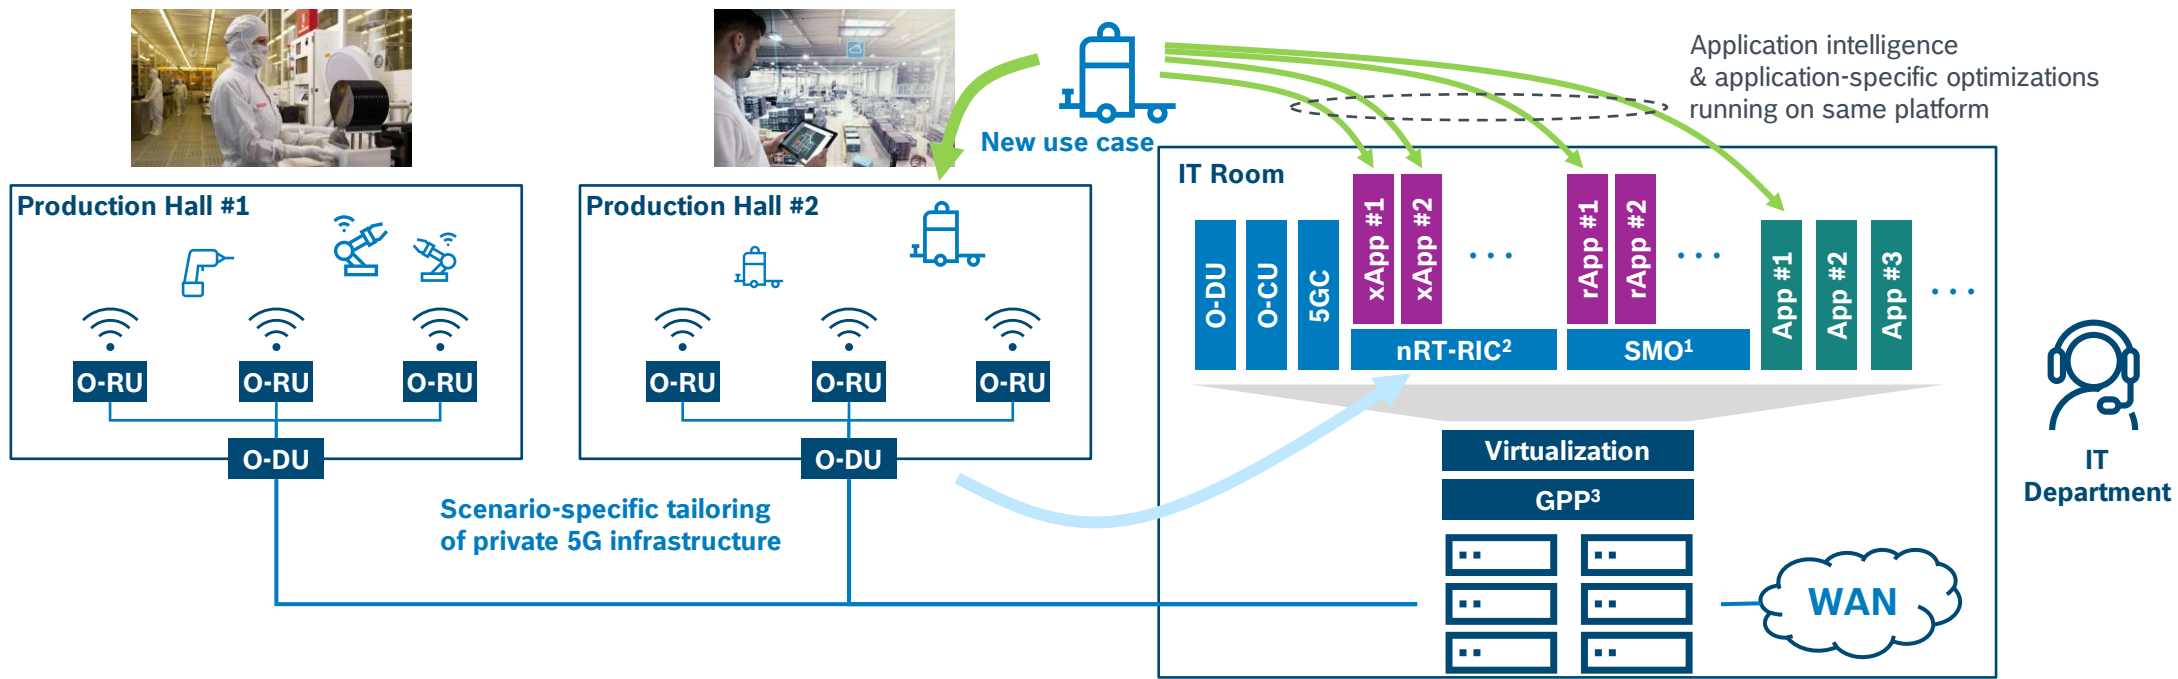 Application intelligence
& application-specific optimizations
running on same platform
New use case
Production Hall #1
O-RU
O-RU
O-RU
O-DU
Production Hall #2
O-RU
O-RU
O-RU
O-DU
Scenario-specific tailoring
of private 5G infrastructure
IT Room
O-DU
O-CU
5GC
xApp #1
xApp #2
...
rApp #1
rApp #2
...
App #1
App #2
App #3
...
nRT-RIC²
SMO¹
Virtualization
GPP³
WAN
IT
Department